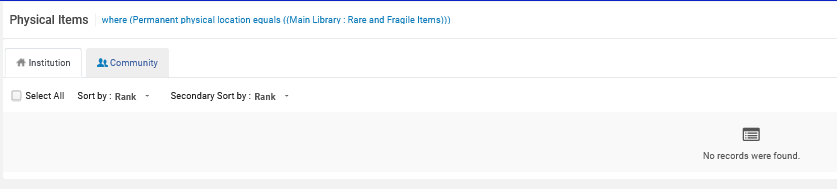 Physical Items where (Permanent physical location equals ((Main Library : Rare and Fragile Items)))
Institution Community
Select All Sort by : Rank Secondary Sort by : Rank
No records were found.